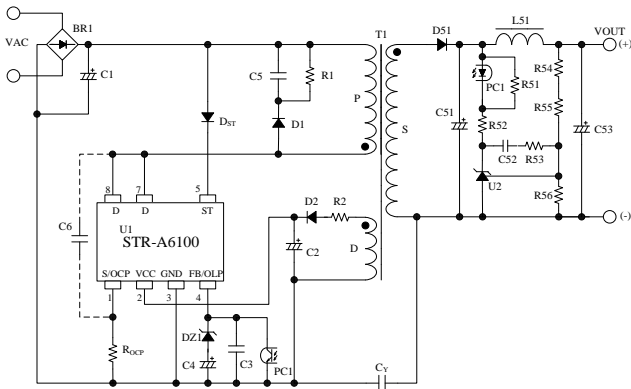 BR1
VAC
C1
C5
R1
P
D1
DST
T1
S
D51
L51
VOUT
(+)
PC1
R51
R54
R55
C51
R52
C52
R53
C53
U2
R56
(-)
8
7
5
D
D
ST
U1
STR-A6100
S/OCP
VCC
GND
FB/OLP
1
2
3
4
C6
D2
R2
C2
D
ROCP
DZ1
C4
C3
PC1
CY